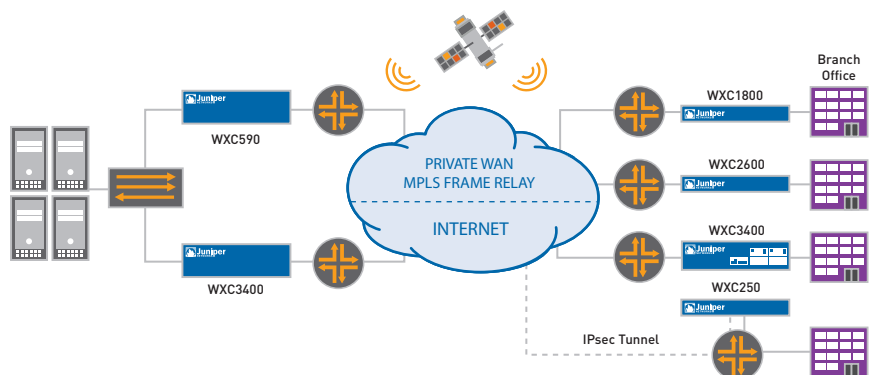 Branch
Office
WXC1800
Juniper
Juniper
WXC590
PRIVATE WAN
MPLS FRAME RELAY
INTERNET
WXC2600
Juniper
WXC3400
Juniper
Juniper
WXC3400
WXC250
Juniper
IPsec Tunnel